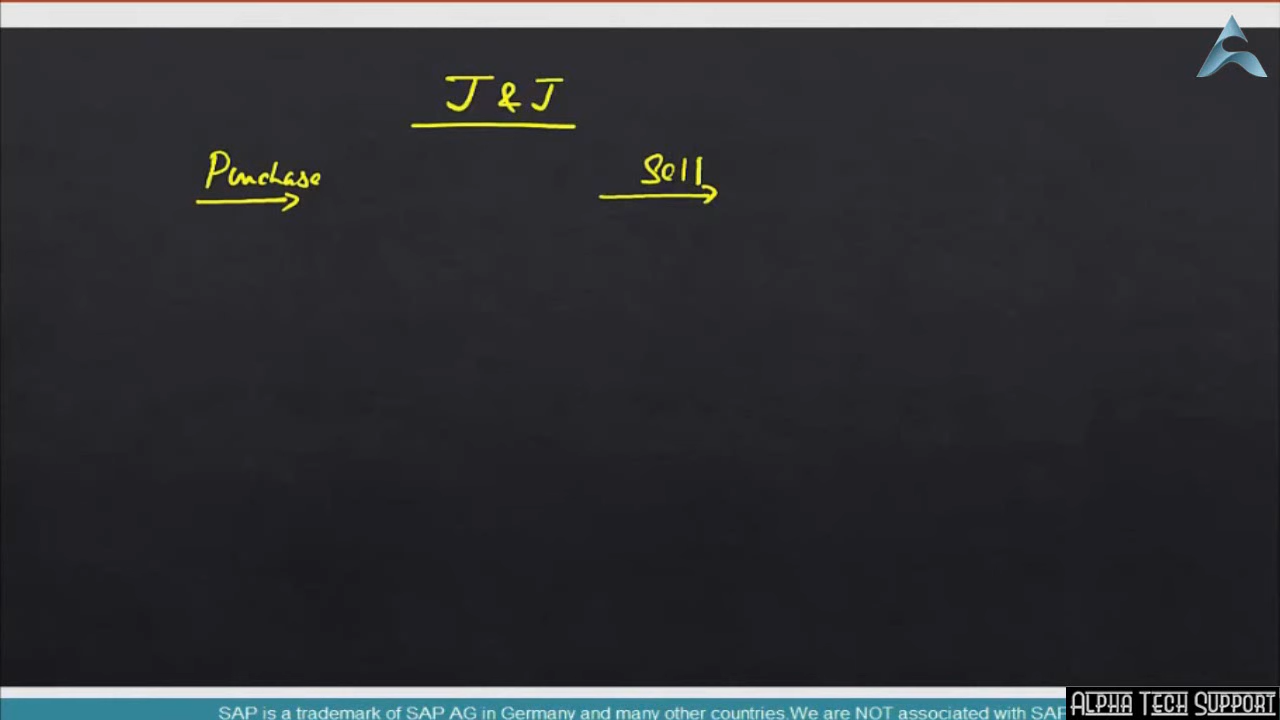 J & J
Purchase
Sell
SAP is a trademark of SAP AG in Germany and many other countries.We are NOT associated with SAP
ALPHA TECH SUPPORT